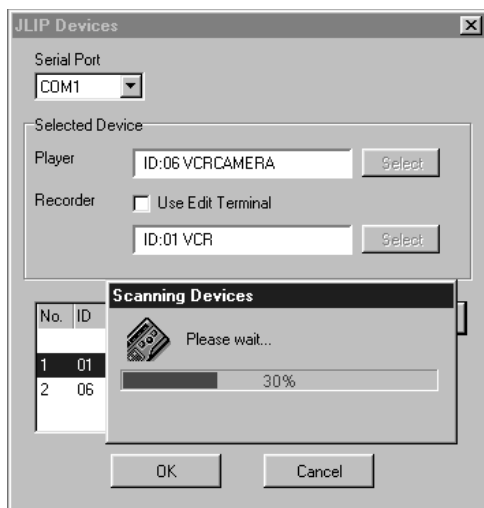 JLIP Devices
Serial Port
COM1
Selected Device
Player ID:06 VCRCAMERA Select
Recorder Use Edit Terminal
ID:01 VCR Select
Scanning Devices
No. ID
Please wait...
1 01
30%
2 06
OK Cancel